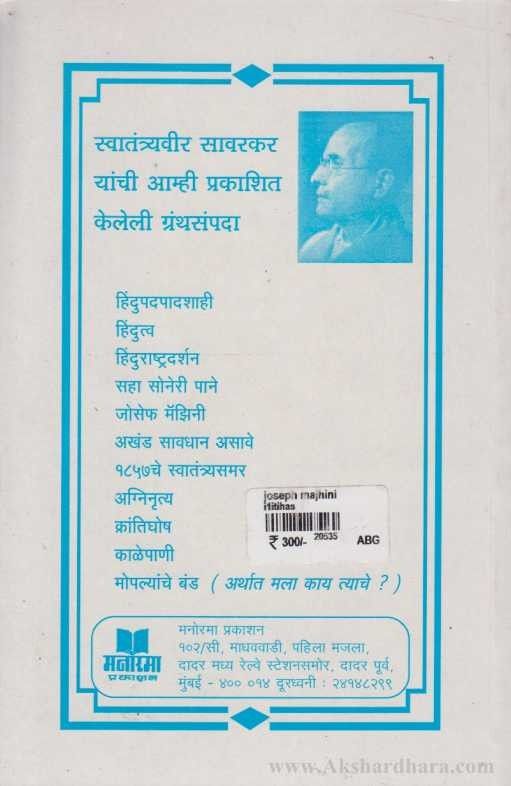 स्वातंत्र्यवीर सावरकर
यांची आम्ही प्रकाशित
केलेली ग्रंथसंपदा
हिंदुपदपादशाही
हिंदुत्व
हिंदुराष्ट्रदर्शन
सहा सोनेरी पाने
जोसेफ मॅझिनी
अखंड सावधान असावे
१८५७चे स्वातंत्र्यसमर
अग्निनृत्य
क्रांतिघोष
काळेपाणी
मोपल्यांचे बंड ( अर्थात मला काय त्याचे ? )
joseph majhini
itithas
₹ 300/- 20535 ABG
मनोरमा
प्रकाशन
मनोरमा प्रकाशन
१०२/सी, माधववाडी, पहिला मजला,
दादर मध्य रेल्वे स्टेशनसमोर, दादर पूर्व,
मुंबई - ४०० ०१४ दूरध्वनी : २४१४८२९९
www.Akshardhara.com